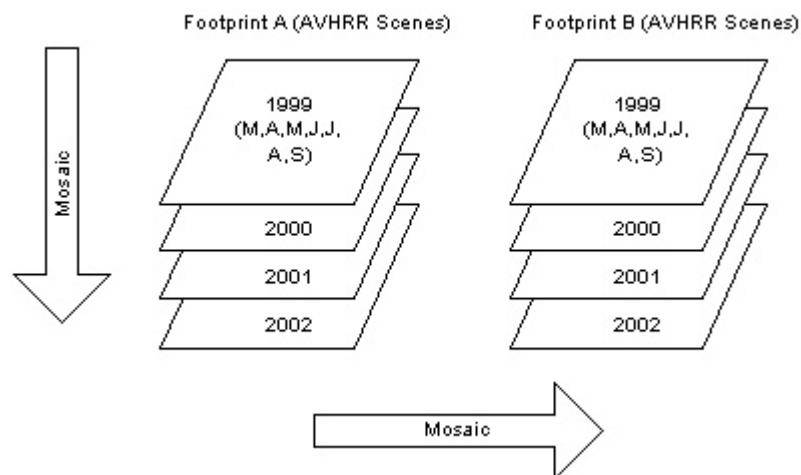 Footprint A (AVHRR Scenes)
Footprint B (AVHRR Scenes)
Mosaic
1999
(M,A,M,J,J,
A,S)
2000
2001
2002
1999
(M,A,M,J,J,
A,S)
2000
2001
2002
Mosaic